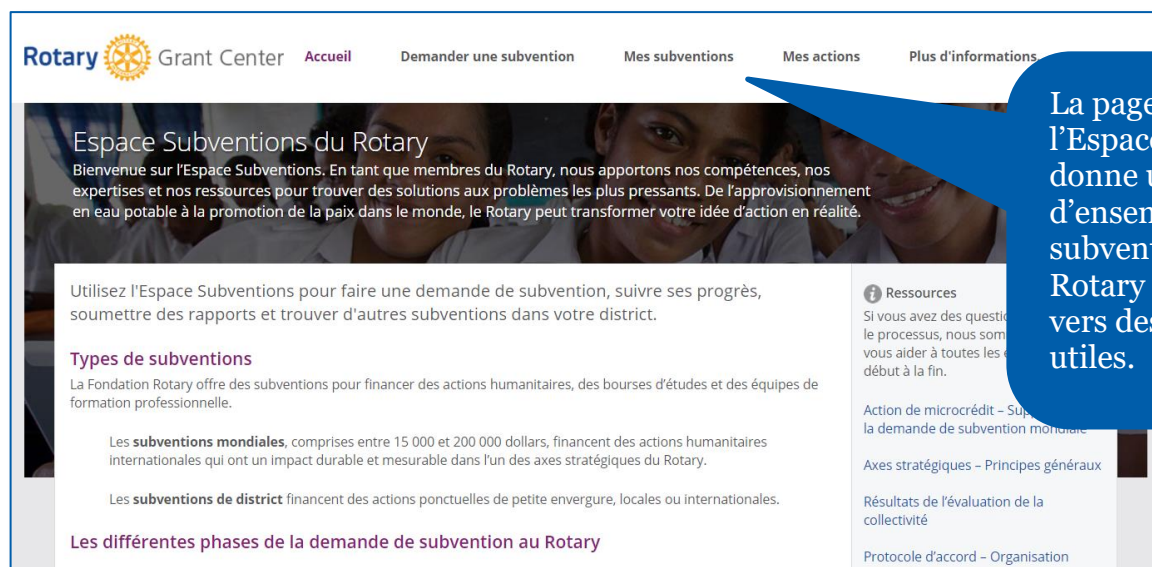 Rotary Grant Center Accueil Demander une subvention Mes subventions Mes actions Plus d'informations
Espace Subventions du Rotary
Bienvenue sur l'Espace Subventions. En tant que membres du Rotary, nous apportons nos compétences, nos
expertises et nos ressources pour trouver des solutions aux problèmes les plus pressants. De l'approvisionnement
en eau potable à la promotion de la paix dans le monde, le Rotary peut transformer votre idée d'action en réalité.
Utilisez l'Espace Subventions pour faire une demande de subvention, suivre ses progrès,
soumettre des rapports et trouver d'autres subventions dans votre district.
Types de subventions
La Fondation Rotary offre des subventions pour financer des actions humanitaires, des bourses d'études et des équipes de
formation professionnelle.
Les subventions mondiales, comprises entre 15 000 et 200 000 dollars, financent des actions humanitaires
internationales qui ont un impact durable et mesurable dans l'un des axes stratégiques du Rotary.
Les subventions de district financent des actions ponctuelles de petite envergure, locales ou internationales.
Les différentes phases de la demande de subvention au Rotary
Ressources
Si vous avez des
le processus, nous
vous aider à toutes les
début à la fin.
Action de microcrédit –
la demande de subvention mondiale
Axes stratégiques – Principes généraux
Résultats de l'évaluation de la
collectivité
Protocole d'accord – Organisation
La page
l'Espace
donne
Rotary
vers des
utiles.